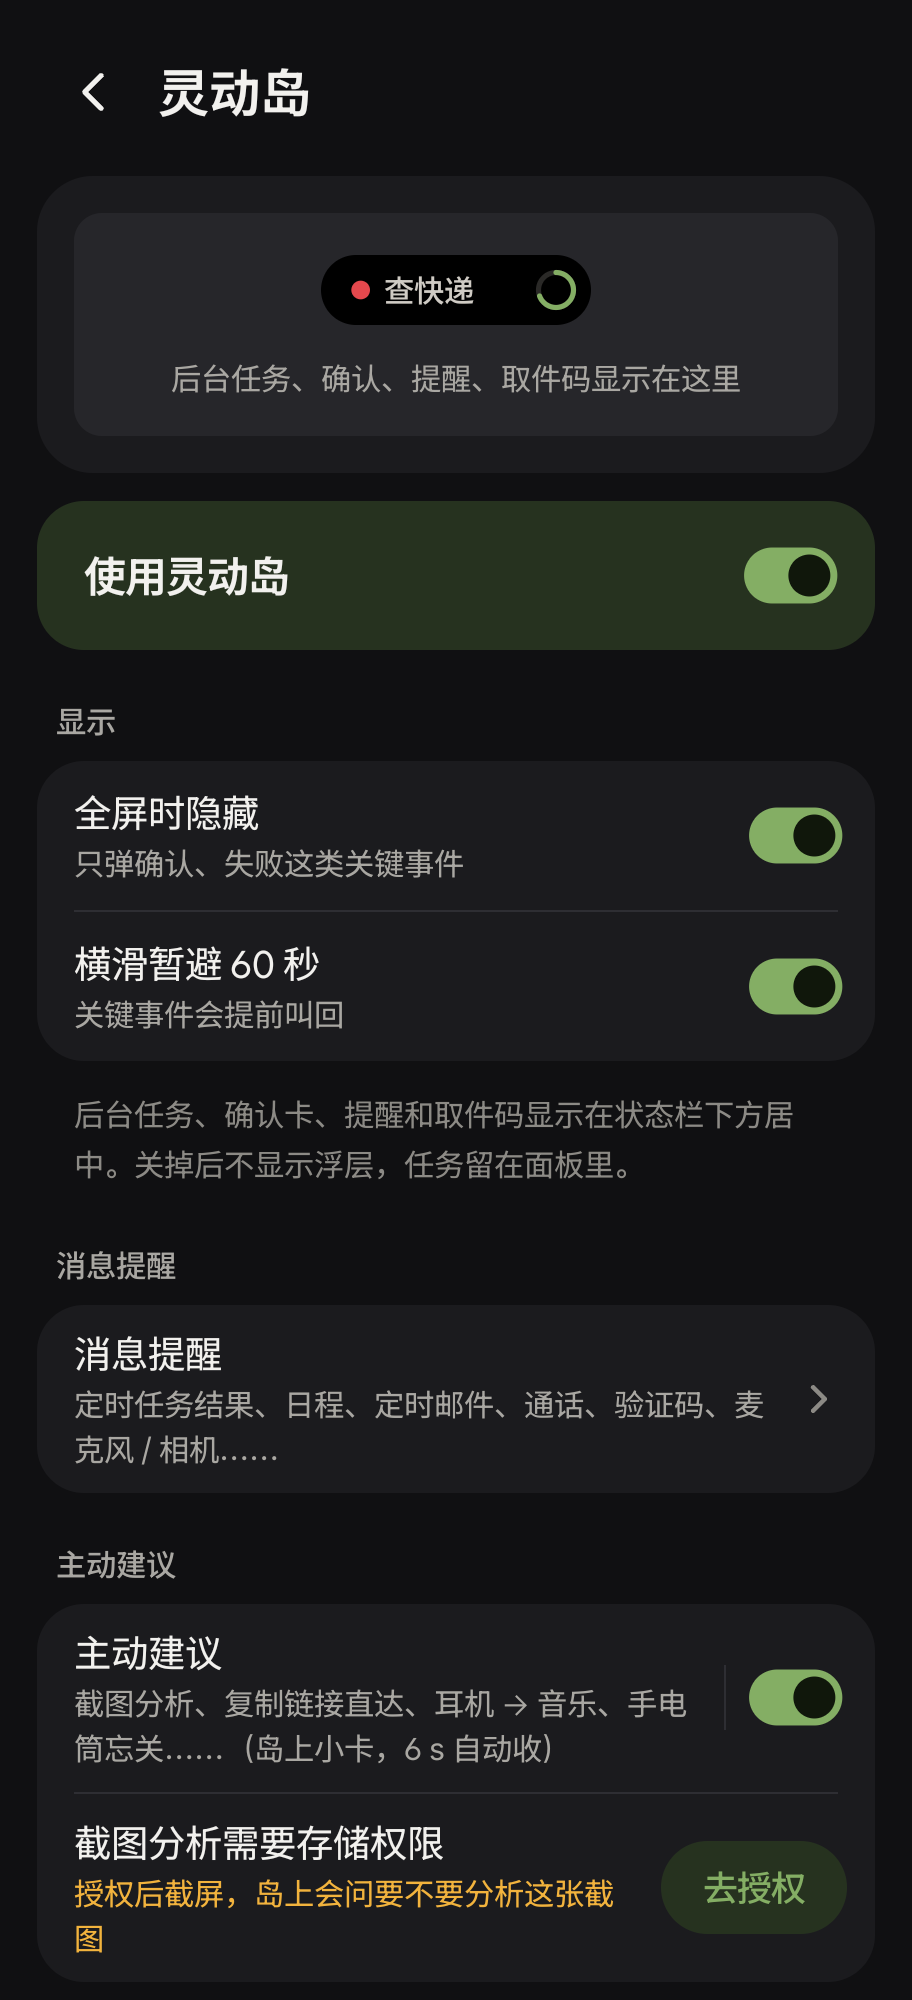 灵动岛
查快递
后台任务、确认、提醒、取件码显示在这里
使用灵动岛
显示
全屏时隐藏
只弹确认、失败这类关键事件
横滑暂避 60 秒
关键事件会提前叫回
后台任务、确认卡、提醒和取件码显示在状态栏下方居
中。关掉后不显示浮层，任务留在面板里。
消息提醒
消息提醒
定时任务结果、日程、定时邮件、通话、验证码、麦
克风 / 相机……
主动建议
主动建议
截图分析、复制链接直达、耳机 → 音乐、手电
筒忘关……（岛上小卡，6 s 自动收）
截图分析需要存储权限
授权后截屏，岛上会问要不要分析这张截
图
去授权